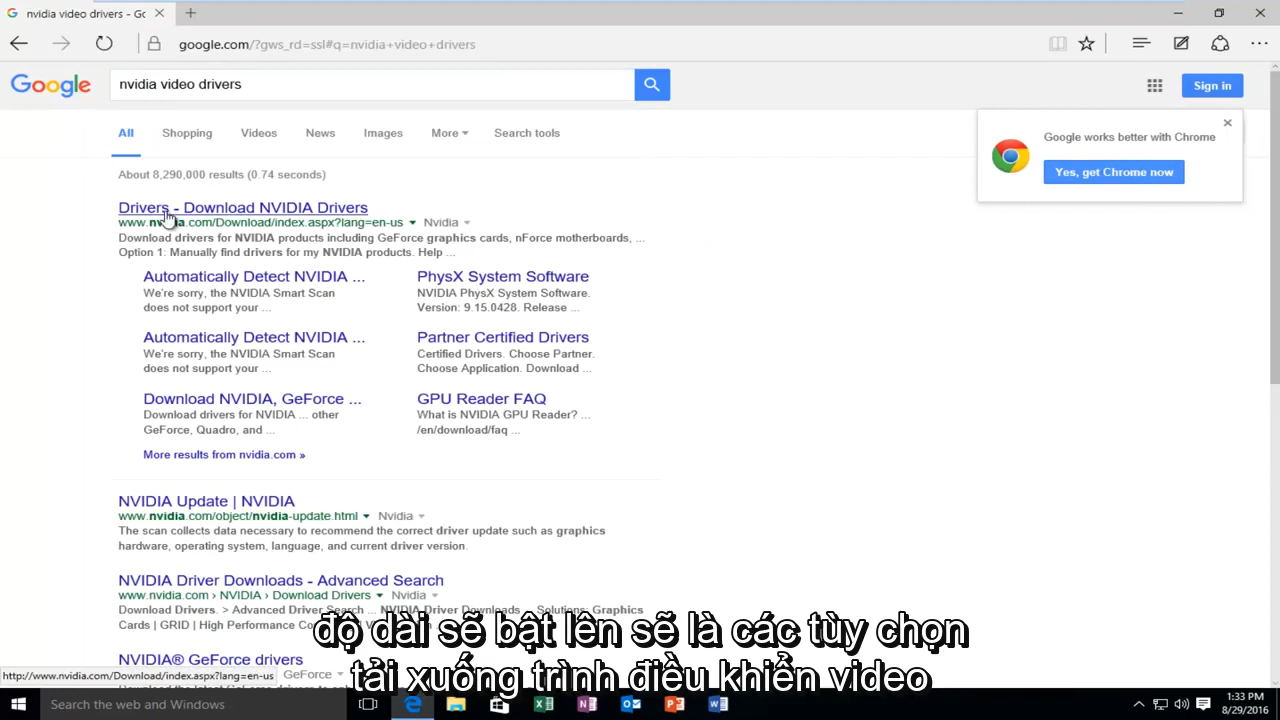 nvidia video drivers - Go
google.com/?gws_rd=ssl#q=nvidia+video+drivers
Google
nvidia video drivers
Sign in
All Shopping Videos News Images More Search tools
Google works better with Chrome
Yes, get Chrome now
About 8,290,000 results (0.74 seconds)
Drivers - Download NVIDIA Drivers
www.nvidia.com/Download/index.aspx?lang=en-us Nvidia
Download drivers for NVIDIA products including GeForce graphics cards, nForce motherboards, ...
Option 1: Manually find drivers for my NVIDIA products. Help ...
Automatically Detect NVIDIA ...
We're sorry, the NVIDIA Smart Scan
does not support your ...
PhysX System Software
NVIDIA PhysX System Software.
Version: 9.15.0428. Release ...
Automatically Detect NVIDIA ...
We're sorry, the NVIDIA Smart Scan
does not support your ...
Partner Certified Drivers
Certified Drivers. Choose Partner.
Choose Application. Download ...
Download NVIDIA, GeForce ...
Download drivers for NVIDIA ... other
GeForce, Quadro, and ...
GPU Reader FAQ
What is NVIDIA GPU Reader? ...
/en/download/faq ...
More results from nvidia.com »
NVIDIA Update | NVIDIA
www.nvidia.com/object/nvidia-update.html Nvidia
The scan collects data necessary to recommend the correct driver update such as graphics
hardware, operating system, language, and current driver version.
NVIDIA Driver Downloads - Advanced Search
www.nvidia.com › NVIDIA › Download Drivers Nvidia
Download Drivers. > Advanced Driver Search ... NVIDIA Driver Downloads Solutions: Graphics
Cards | GRID | High Performance
NVIDIA® GeForce drivers
GeForce
http://www.nvidia.com/Download/index.aspx?lang=en-us
độ dài sẽ bật lên sẽ là các tùy chọn
tải xuống trình điều khiển video
Search the web and Windows
1:33 PM
8/29/2016